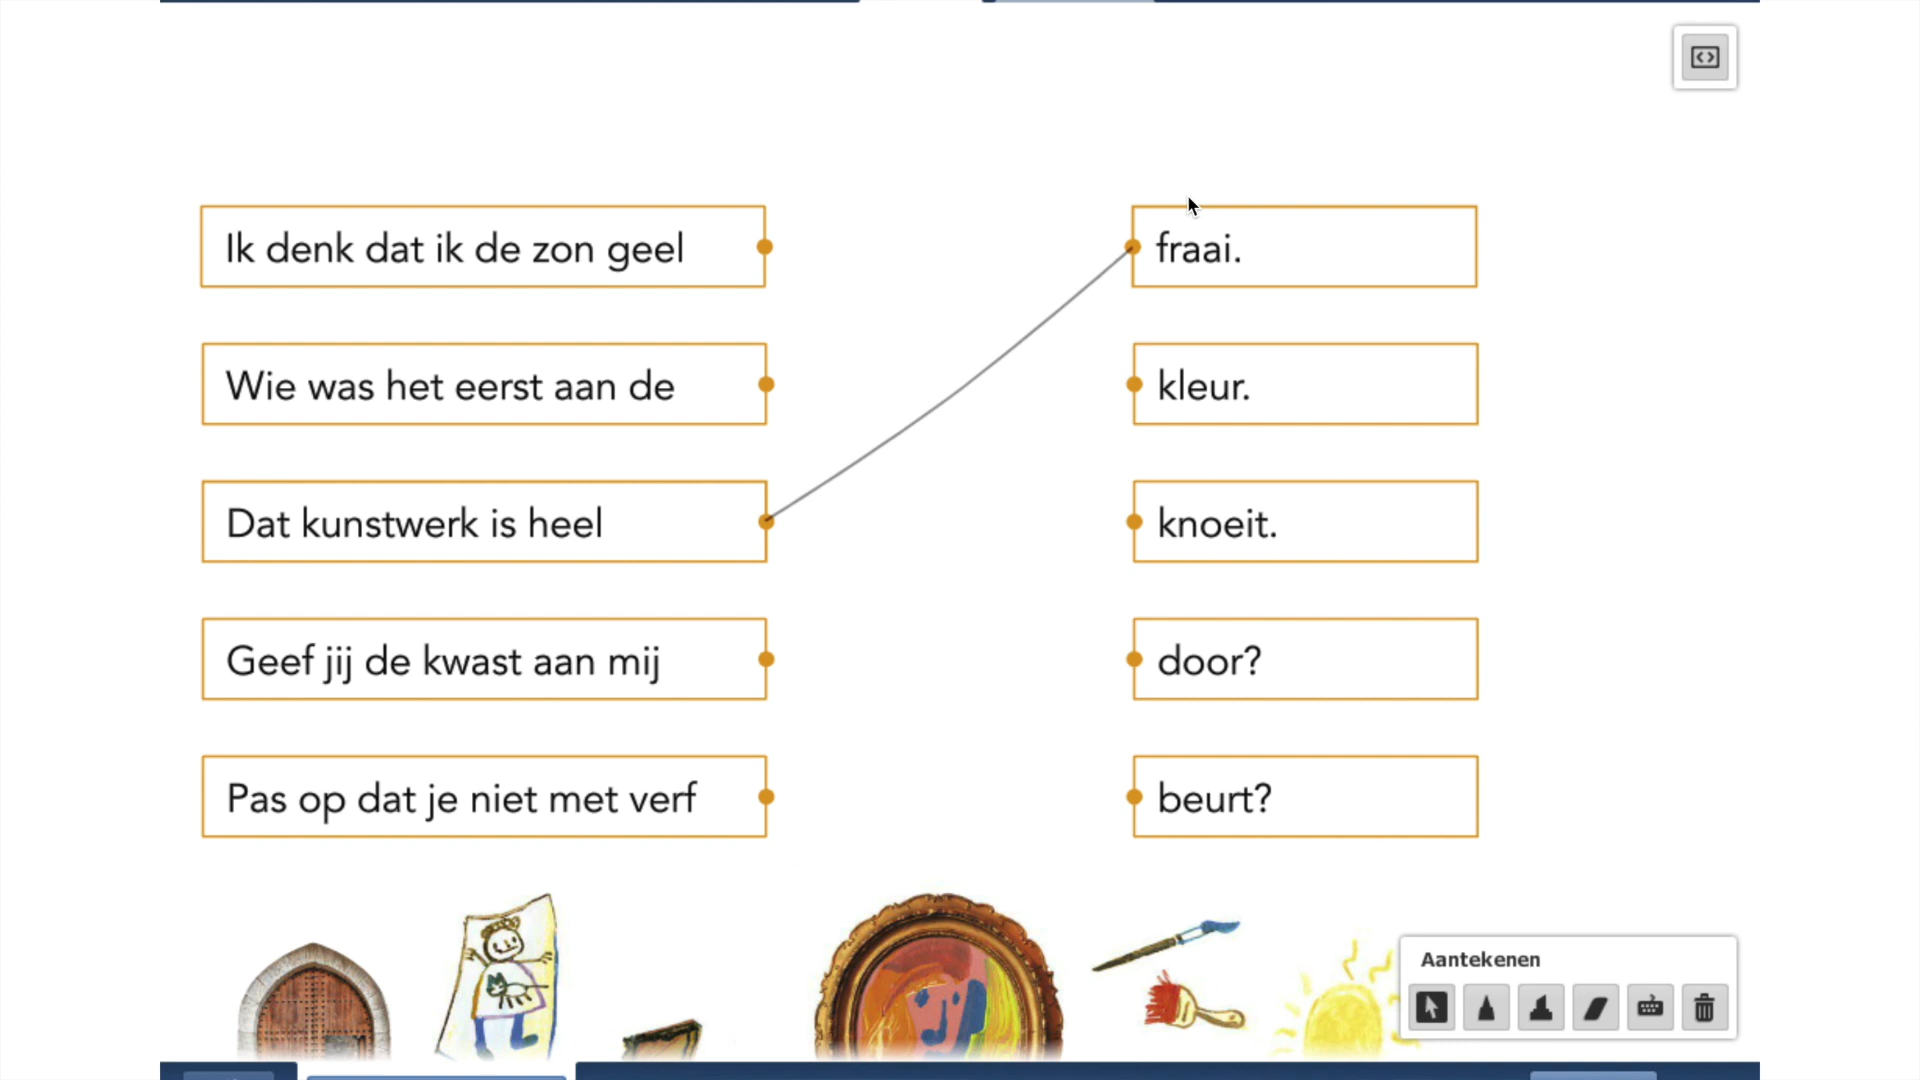 Ik denk dat ik de zon geel
fraai.
Wie was het eerst aan de
kleur.
Dat kunstwerk is heel
knoeit.
Geef jij de kwast aan mij
door?
Pas op dat je niet met verf
beurt?
Aantekenen